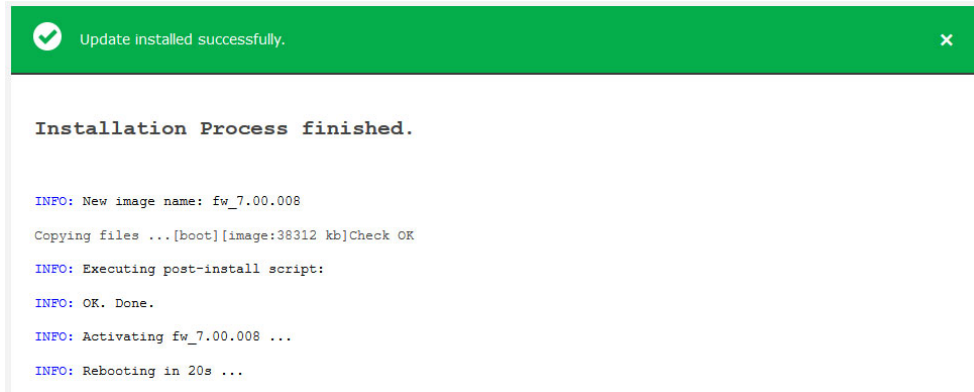 Update installed successfully.
Installation Process finished.
INFO: New image name: fw_7.00.008
Copying files ...[boot][image:38312 kb]Check OK
INFO: Executing post-install script:
INFO: OK. Done.
INFO: Activating fw_7.00.008 ...
INFO: Rebooting in 20s ...